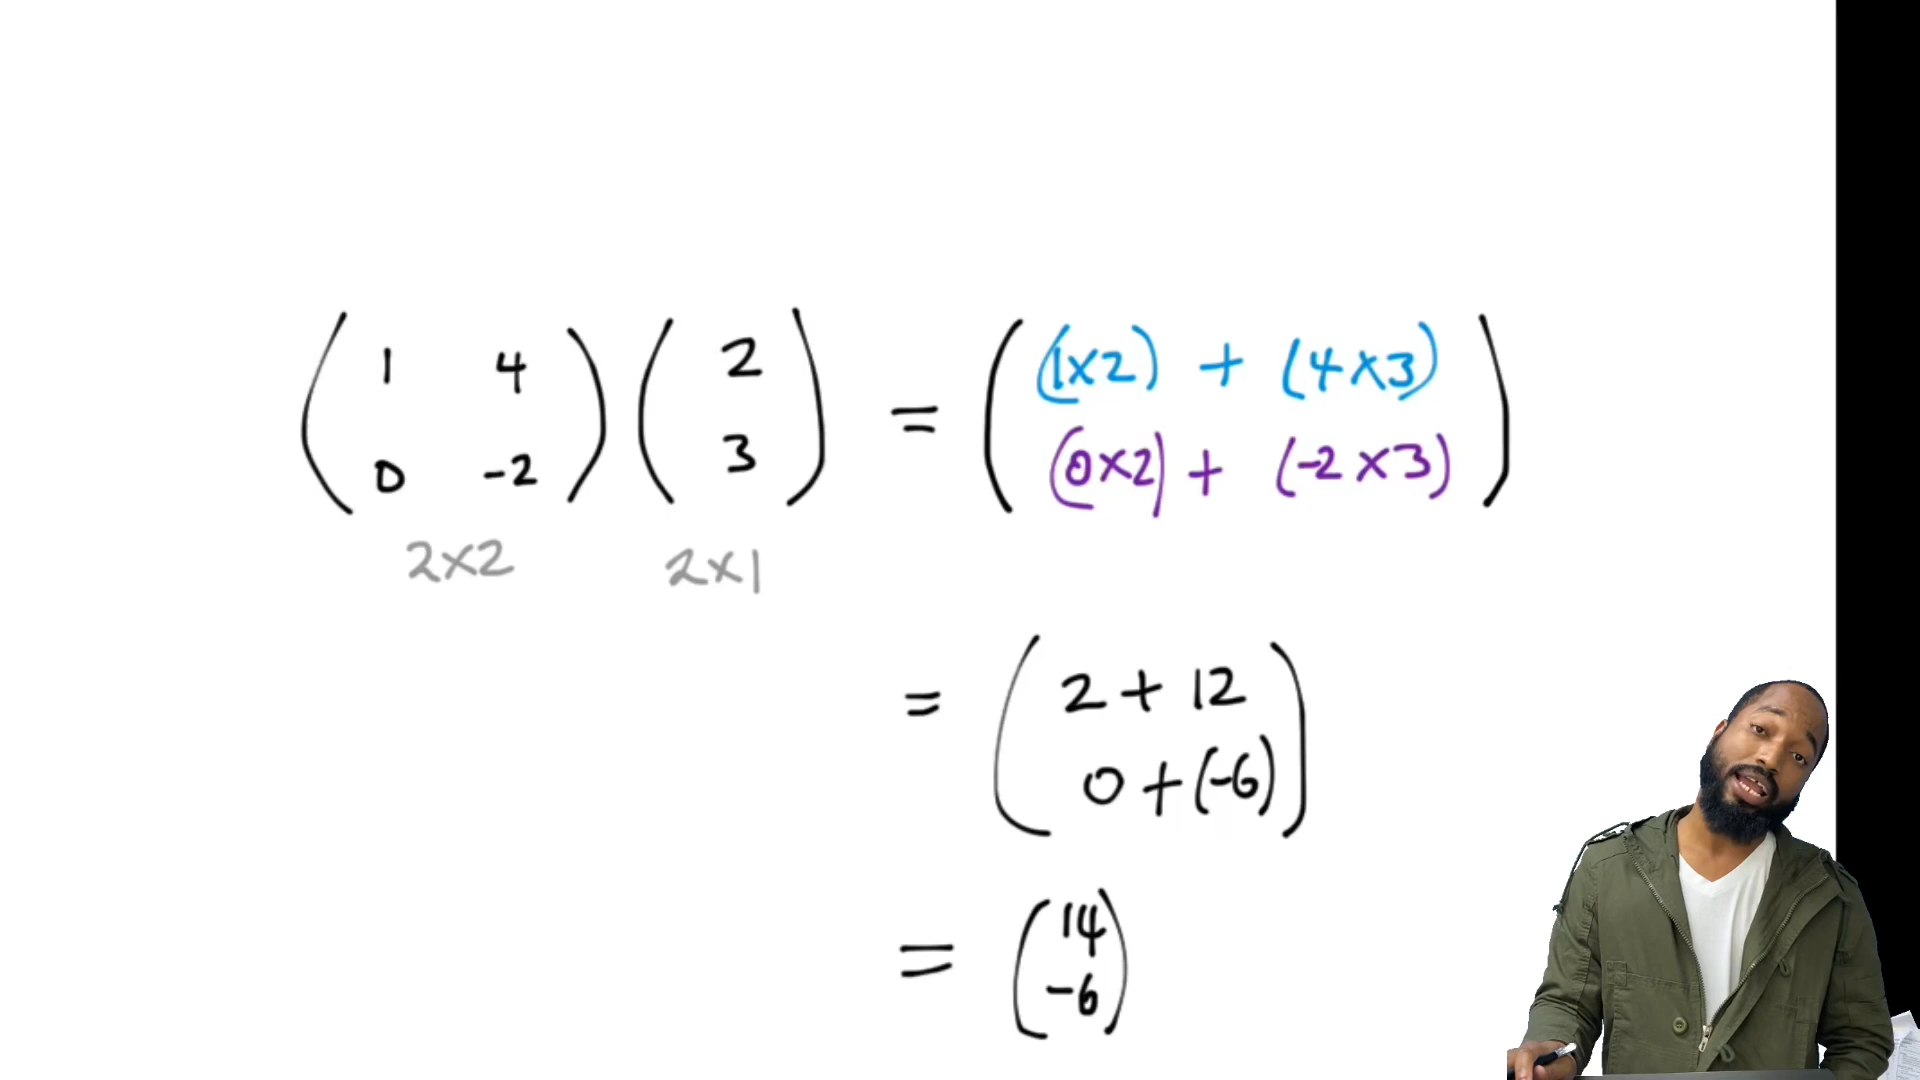 ( 1 4 ) ( 2 ) = ( (1×2) + (4×3) )
( 0 -2 ) ( 3 ) ( (0×2) + (-2×3) )
2×2 2×1
= ( 2 + 12 )
( 0 + (-6) )
= ( 14 )
( -6 )